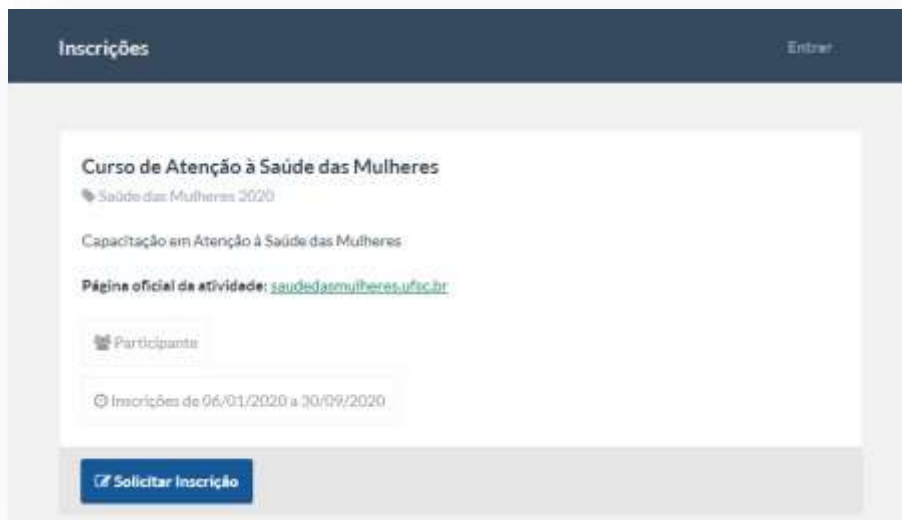 Inscrições
Entrar
Curso de Atenção à Saúde das Mulheres
Saúde das Mulheres 2020
Capacitação em Atenção à Saúde das Mulheres
Página oficial da atividade: saudedasmulheres.ufsc.br
Participante
Inscrições de 06/01/2020 a 30/09/2020
Solicitar Inscrição